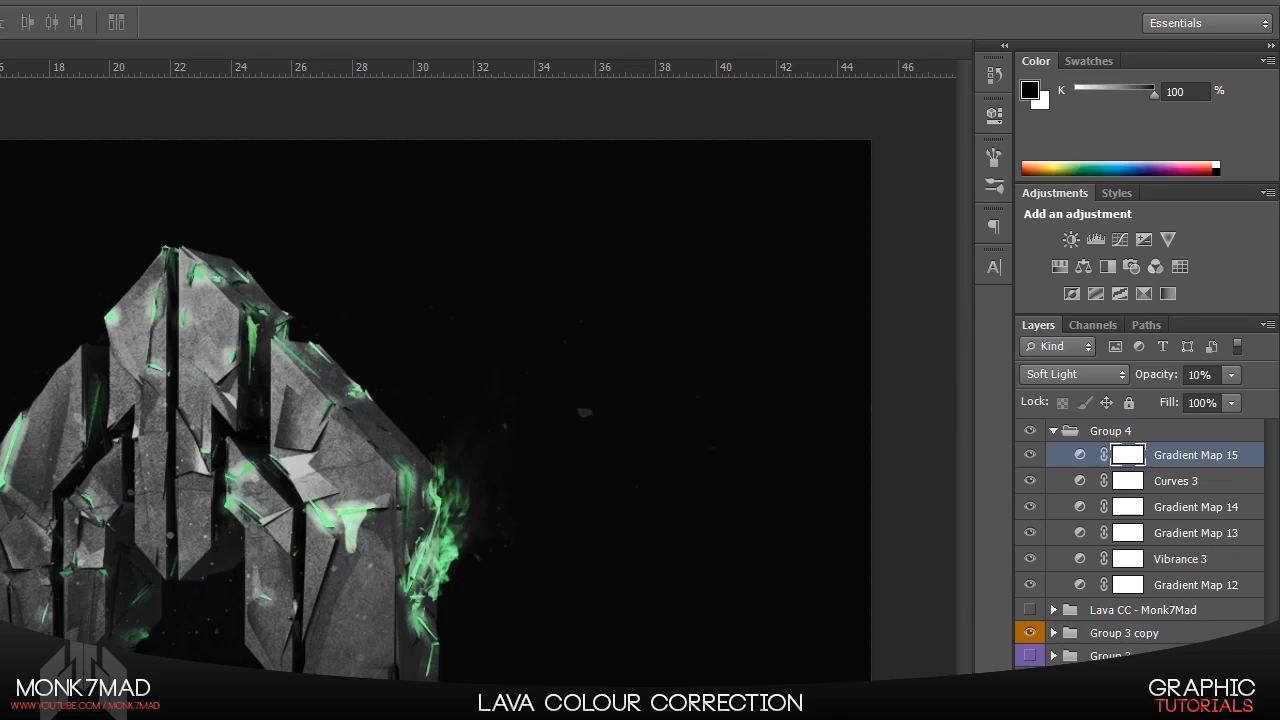 Essentials
18 20 22 24 26 28 30 32 34 36 38 40 42 44 46
Color Swatches
K 100 %
Adjustments Styles
Add an adjustment
Layers Channels Paths
Kind
Soft Light Opacity: 10%
Lock: Fill: 100%
Group 4
Gradient Map 15
Curves 3
Gradient Map 14
Gradient Map 13
Vibrance 3
Gradient Map 12
Lava CC - Monk7Mad
Group 3 copy
MONK7MAD
WWW.YOUTUBE.COM / MONK7MAD
LAVA COLOUR CORRECTION
GRAPHIC
TUTORIALS